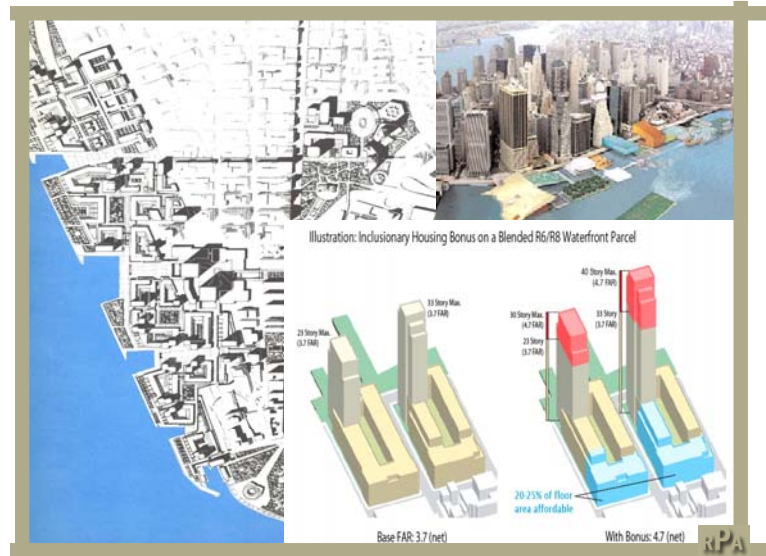 Illustration: Inclusionary Housing Bonus on a Blended R6/R8 Waterfront Parcel
23 Story Max.
(3.7 FAR)
33 Story Max.
(3.7 FAR)
30 Story Max.
(4.7 FAR)
23 Story
(3.7 FAR)
40 Story Max.
(4.7 FAR)
33 Story
(3.7 FAR)
20-25% of floor
area affordable
Base FAR: 3.7 (net)
With Bonus: 4.7 (net)
RPA